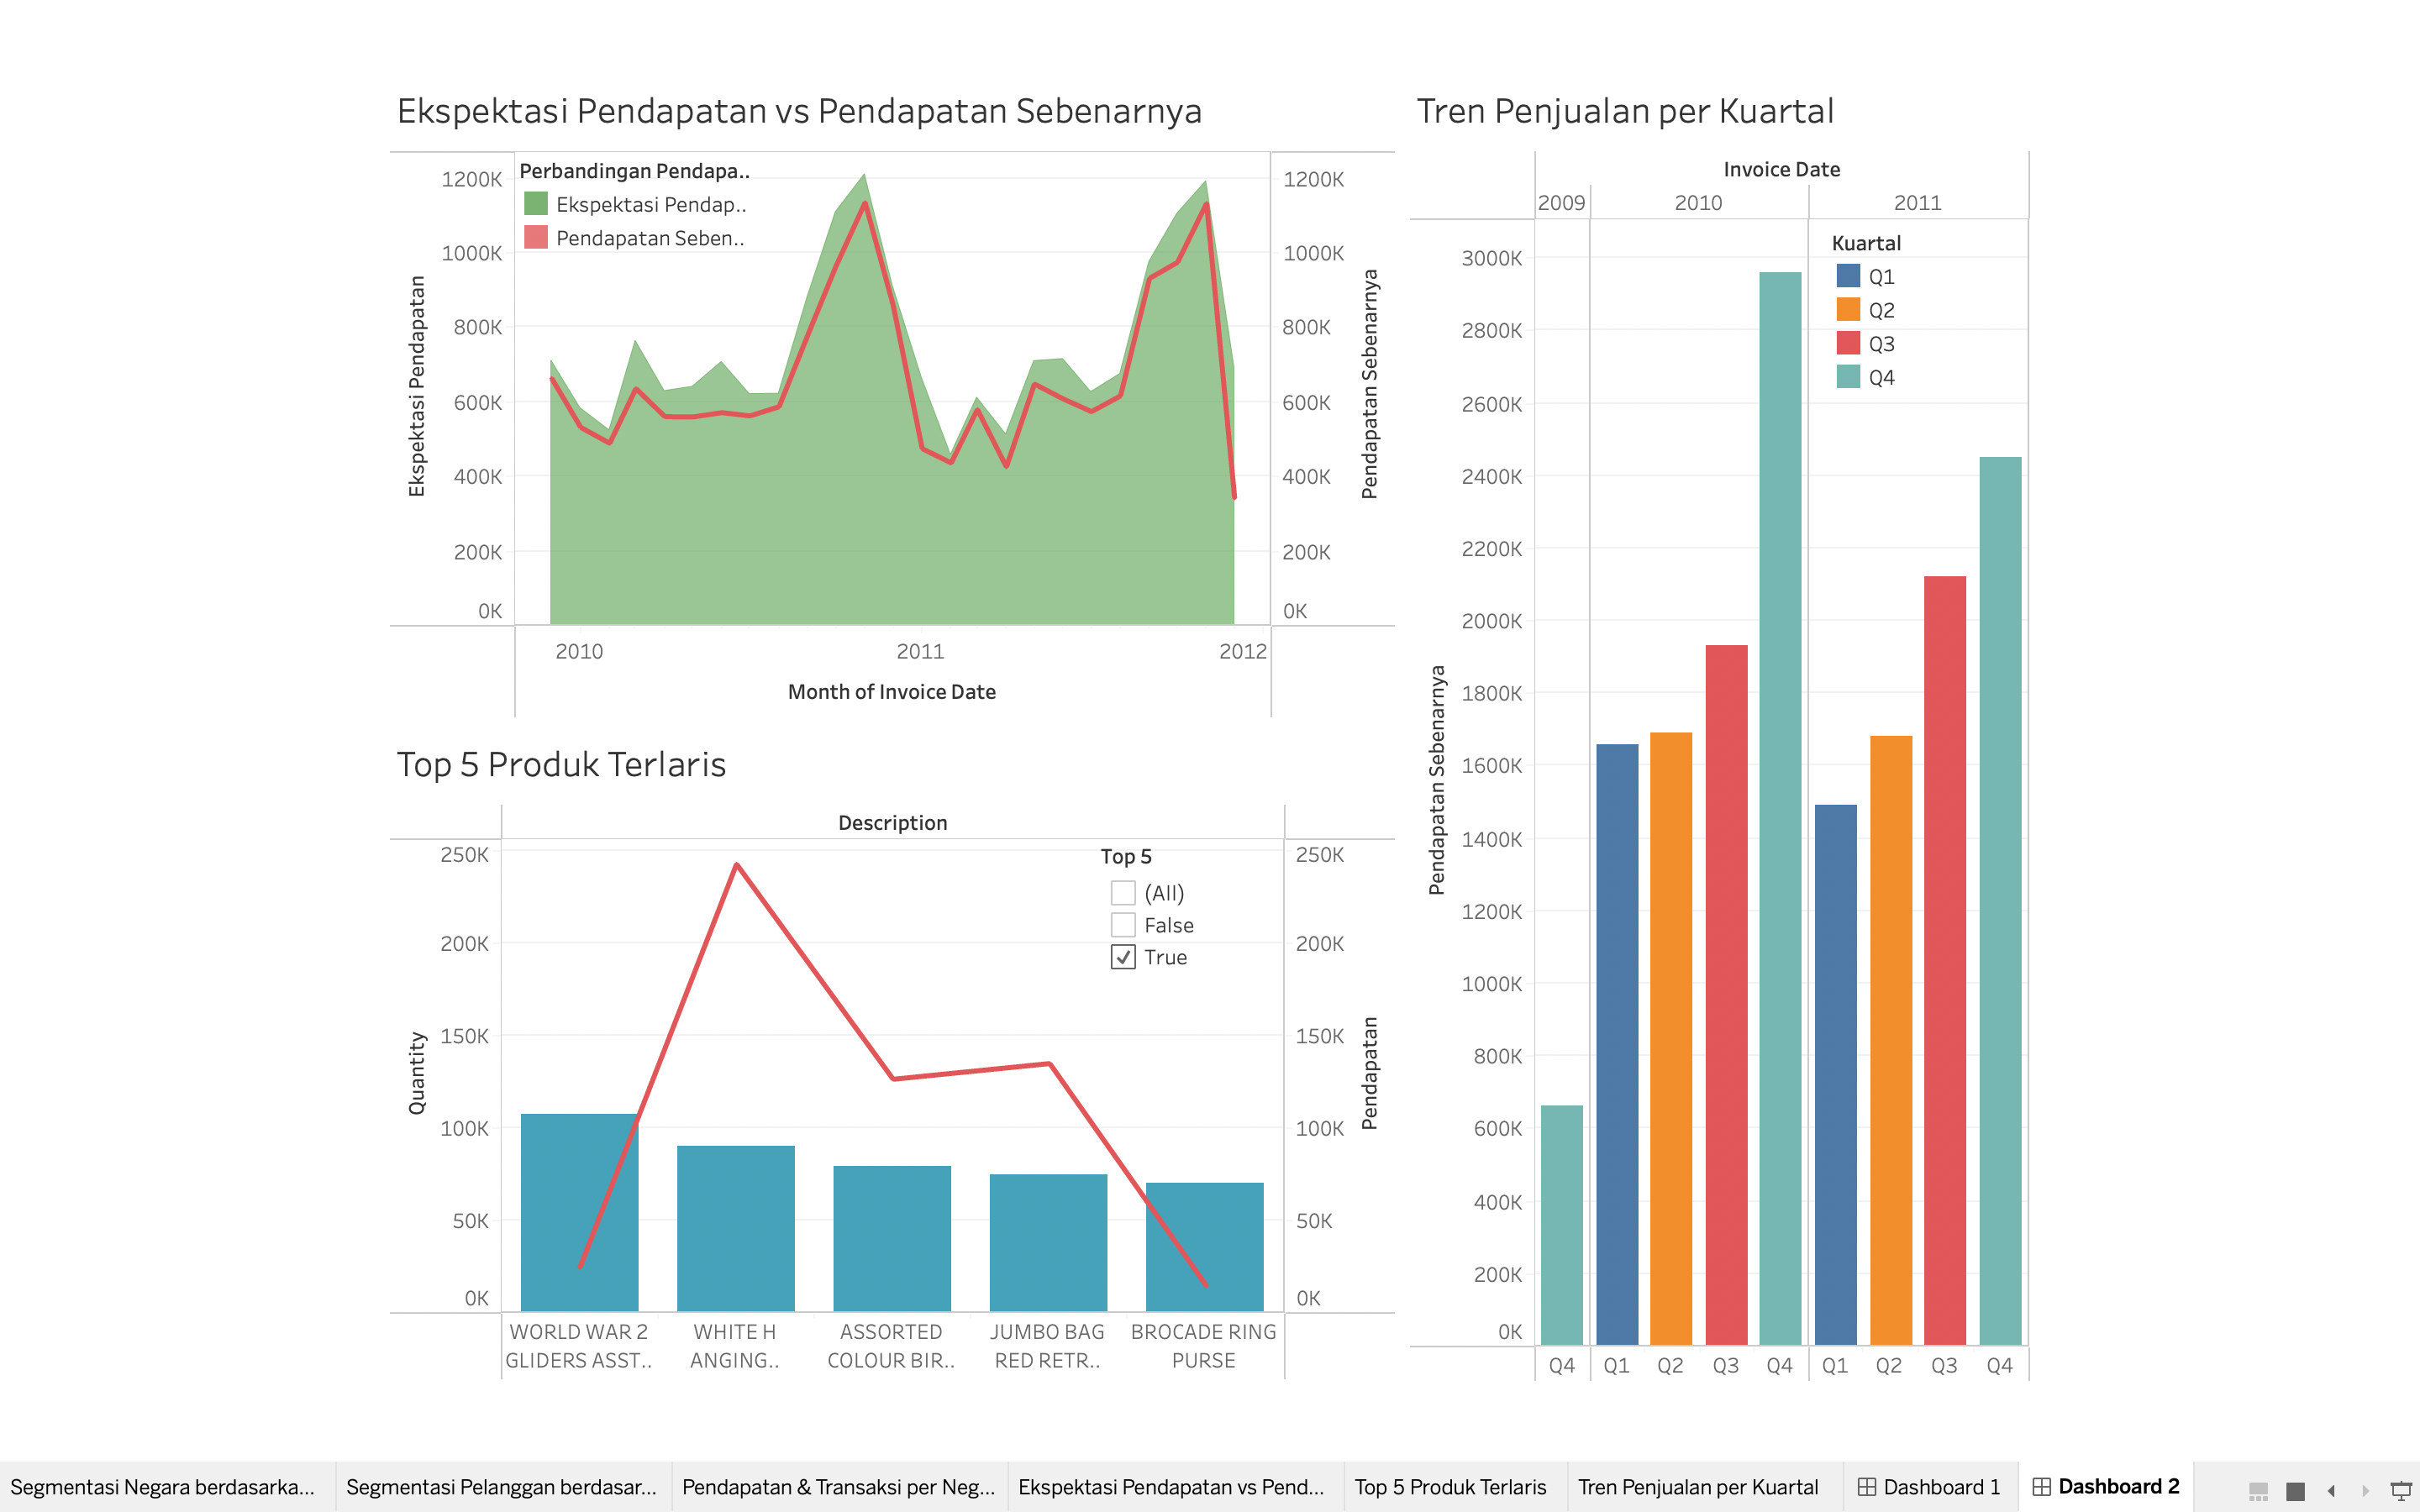 Ekspektasi Pendapatan vs Pendapatan Sebenarnya
Perbandingan Pendapa..
Ekspektasi Pendap..
Pendapatan Seben..
Ekspektasi Pendapatan
1200K
1000K
800K
600K
400K
200K
0K
1200K
1000K
800K
600K
400K
200K
0K
Pendapatan Sebenarnya
2010
2011
2012
Month of Invoice Date
Top 5 Produk Terlaris
Description
Quantity
250K
200K
150K
100K
50K
0K
Top 5
(All)
False
True
250K
200K
150K
100K
50K
0K
Pendapatan
WORLD WAR 2
GLIDERS ASST..
WHITE H
ANGING..
ASSORTED
COLOUR BIR..
JUMBO BAG
RED RETR..
BROCADE RING
PURSE
Tren Penjualan per Kuartal
Invoice Date
2009
2010
2011
Kuartal
Q1
Q2
Q3
Q4
Pendapatan Sebenarnya
3000K
2800K
2600K
2400K
2200K
2000K
1800K
1600K
1400K
1200K
1000K
800K
600K
400K
200K
0K
Q4
Q1
Q2
Q3
Q4
Q1
Q2
Q3
Q4
Segmentasi Negara berdasarka...
Segmentasi Pelanggan berdasar...
Pendapatan & Transaksi per Neg...
Ekspektasi Pendapatan vs Pend...
Top 5 Produk Terlaris
Tren Penjualan per Kuartal
Dashboard 1
Dashboard 2